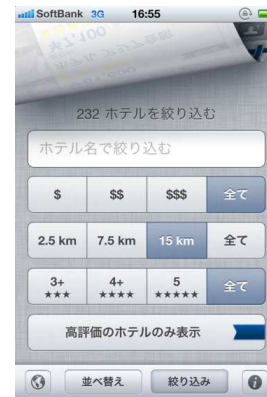 SoftBank 3G 16:55
232 ホテルを絞り込む
ホテル名で絞り込む
$ $$ $$$ 全て
2.5 km 7.5 km 15 km 全て
3+ 4+ 5 全て
★★★ ★★★★ ★★★★★
高評価のホテルのみ表示
並べ替え 絞り込み